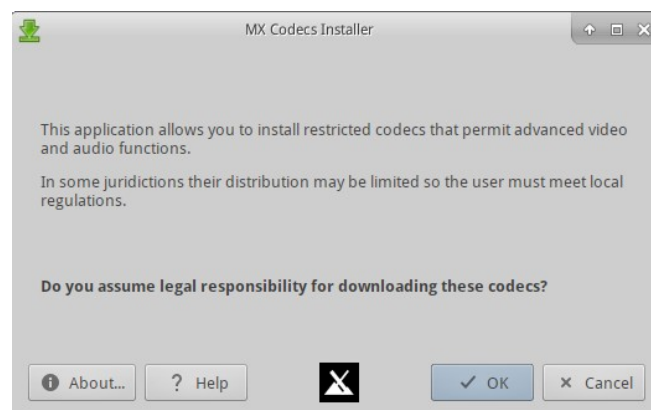 MX Codecs Installer
This application allows you to install restricted codecs that permit advanced video
and audio functions.
In some juridictions their distribution may be limited so the user must meet local
regulations.
Do you assume legal responsibility for downloading these codecs?
About... ? Help OK Cancel